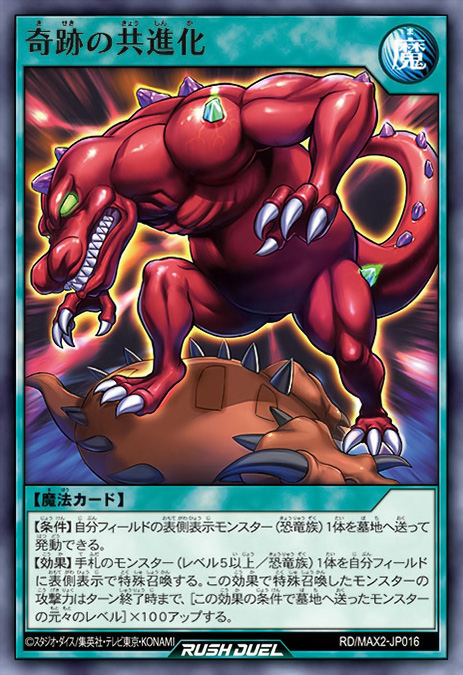 奇跡の共進化
魔
【魔法カード】
【条件】自分フィールドの表側表示モンスター（恐竜族）1体を墓地へ送って
発動できる。
【効果】手札のモンスター（レベル5以上／恐竜族）1体を自分フィールド
に表側表示で特殊召喚する。この効果で特殊召喚したモンスターの
攻撃力はターン終了時まで、［この効果の条件で墓地へ送ったモンスター
の元々のレベル］×100アップする。
©スタジオ・ダイス/集英社・テレビ東京・KONAMI
RUSH DUEL
RD/MAX2-JP016